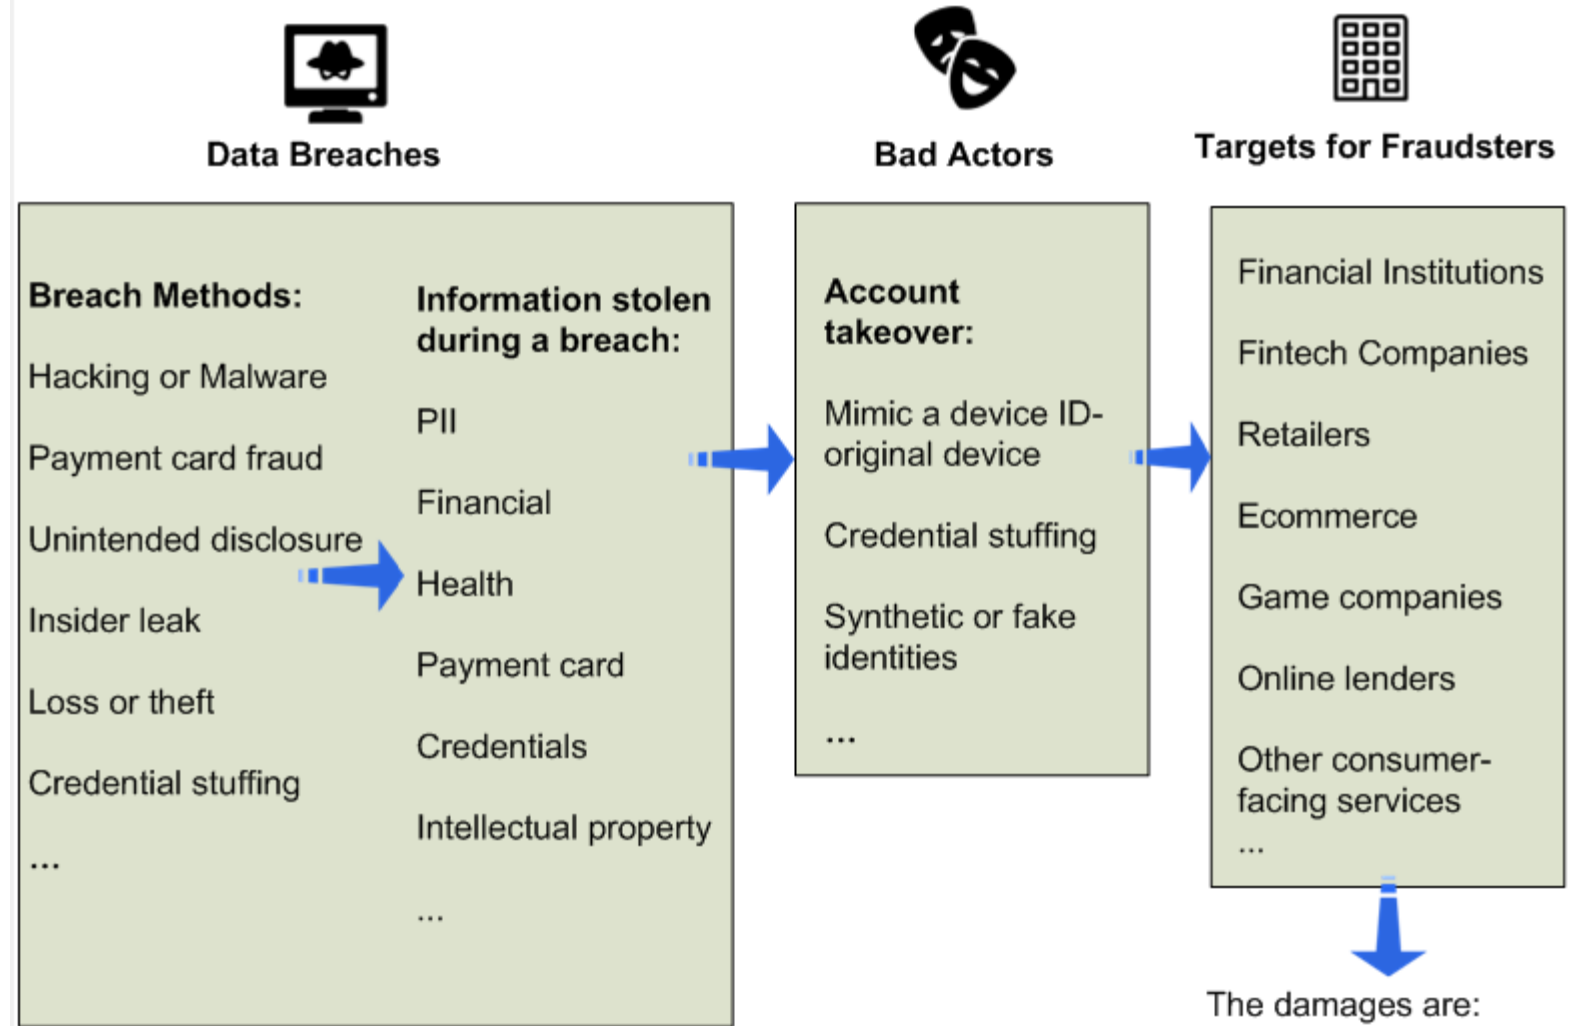 Data Breaches
Breach Methods:
Hacking or Malware
Payment card fraud
Unintended disclosure
Insider leak
Loss or theft
Credential stuffing
...
Information stolen
during a breach:
PII
Financial
Health
Payment card
Credentials
Intellectual property
...
Bad Actors
Account
takeover:
Mimic a device ID-
original device
Credential stuffing
Synthetic or fake
identities
...
Targets for Fraudsters
Financial Institutions
Fintech Companies
Retailers
Ecommerce
Game companies
Online lenders
Other consumer-
facing services
...
The damages are: